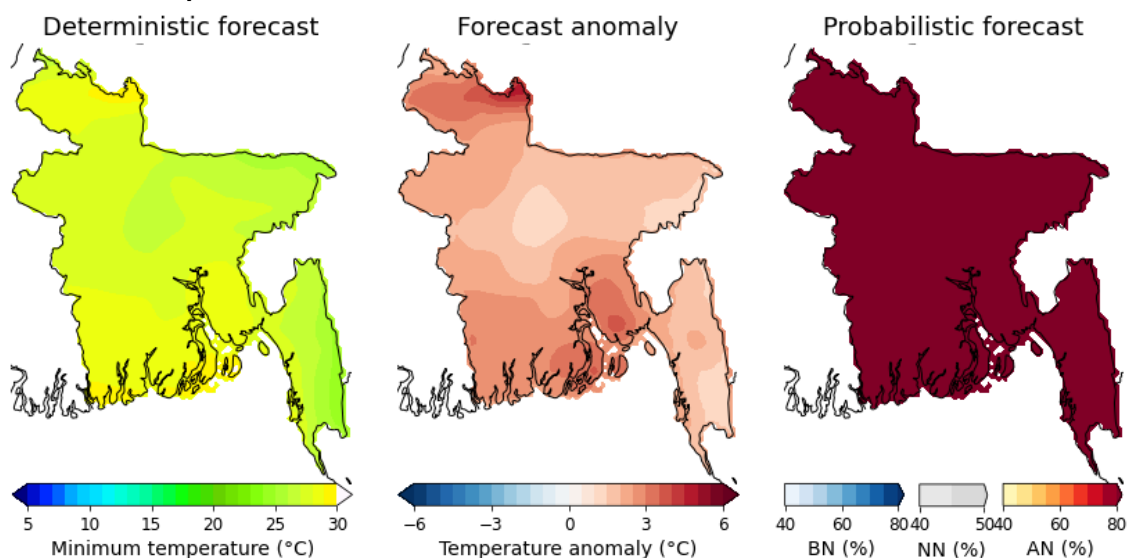 Deterministic forecast
Forecast anomaly
Probabilistic forecast
5 10 15 20 25 30
Minimum temperature (°C)
−6 −3 0 3 6
Temperature anomaly (°C)
40 60 80
BN (%)
40 50
NN (%)
40 60 80
AN (%)